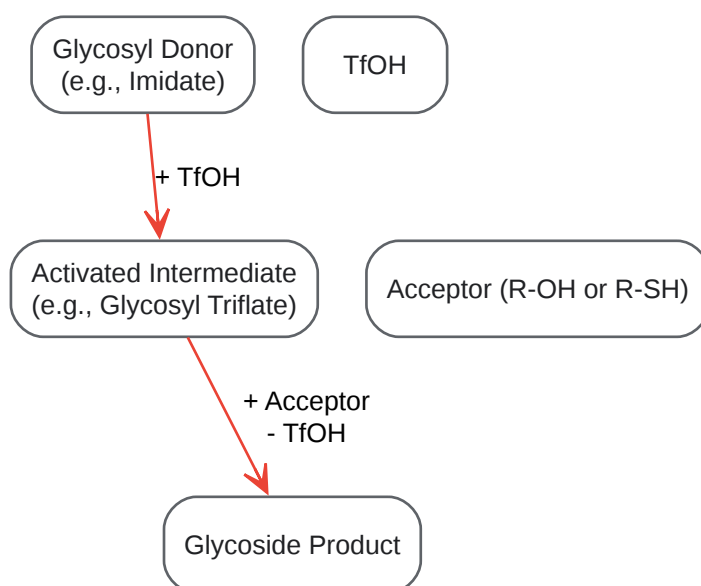 Glycosyl Donor
(e.g., Imidate)
TfOH
+ TfOH
Activated Intermediate
(e.g., Glycosyl Triflate)
Acceptor (R-OH or R-SH)
+ Acceptor
- TfOH
Glycoside Product